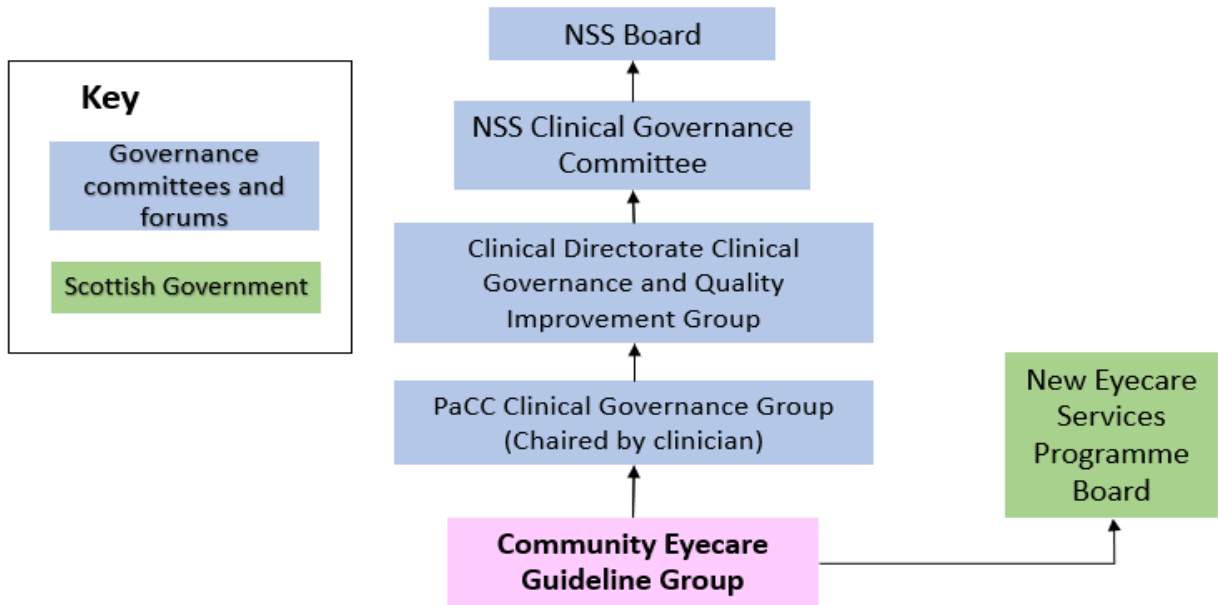 NSS Board
Key
Governance
committees and
forums
Scottish Government
NSS Clinical Governance
Committee
Clinical Directorate Clinical
Governance and Quality
Improvement Group
PaCC Clinical Governance Group
(Chaired by clinician)
New Eyecare
Services
Programme
Board
Community Eyecare
Guideline Group